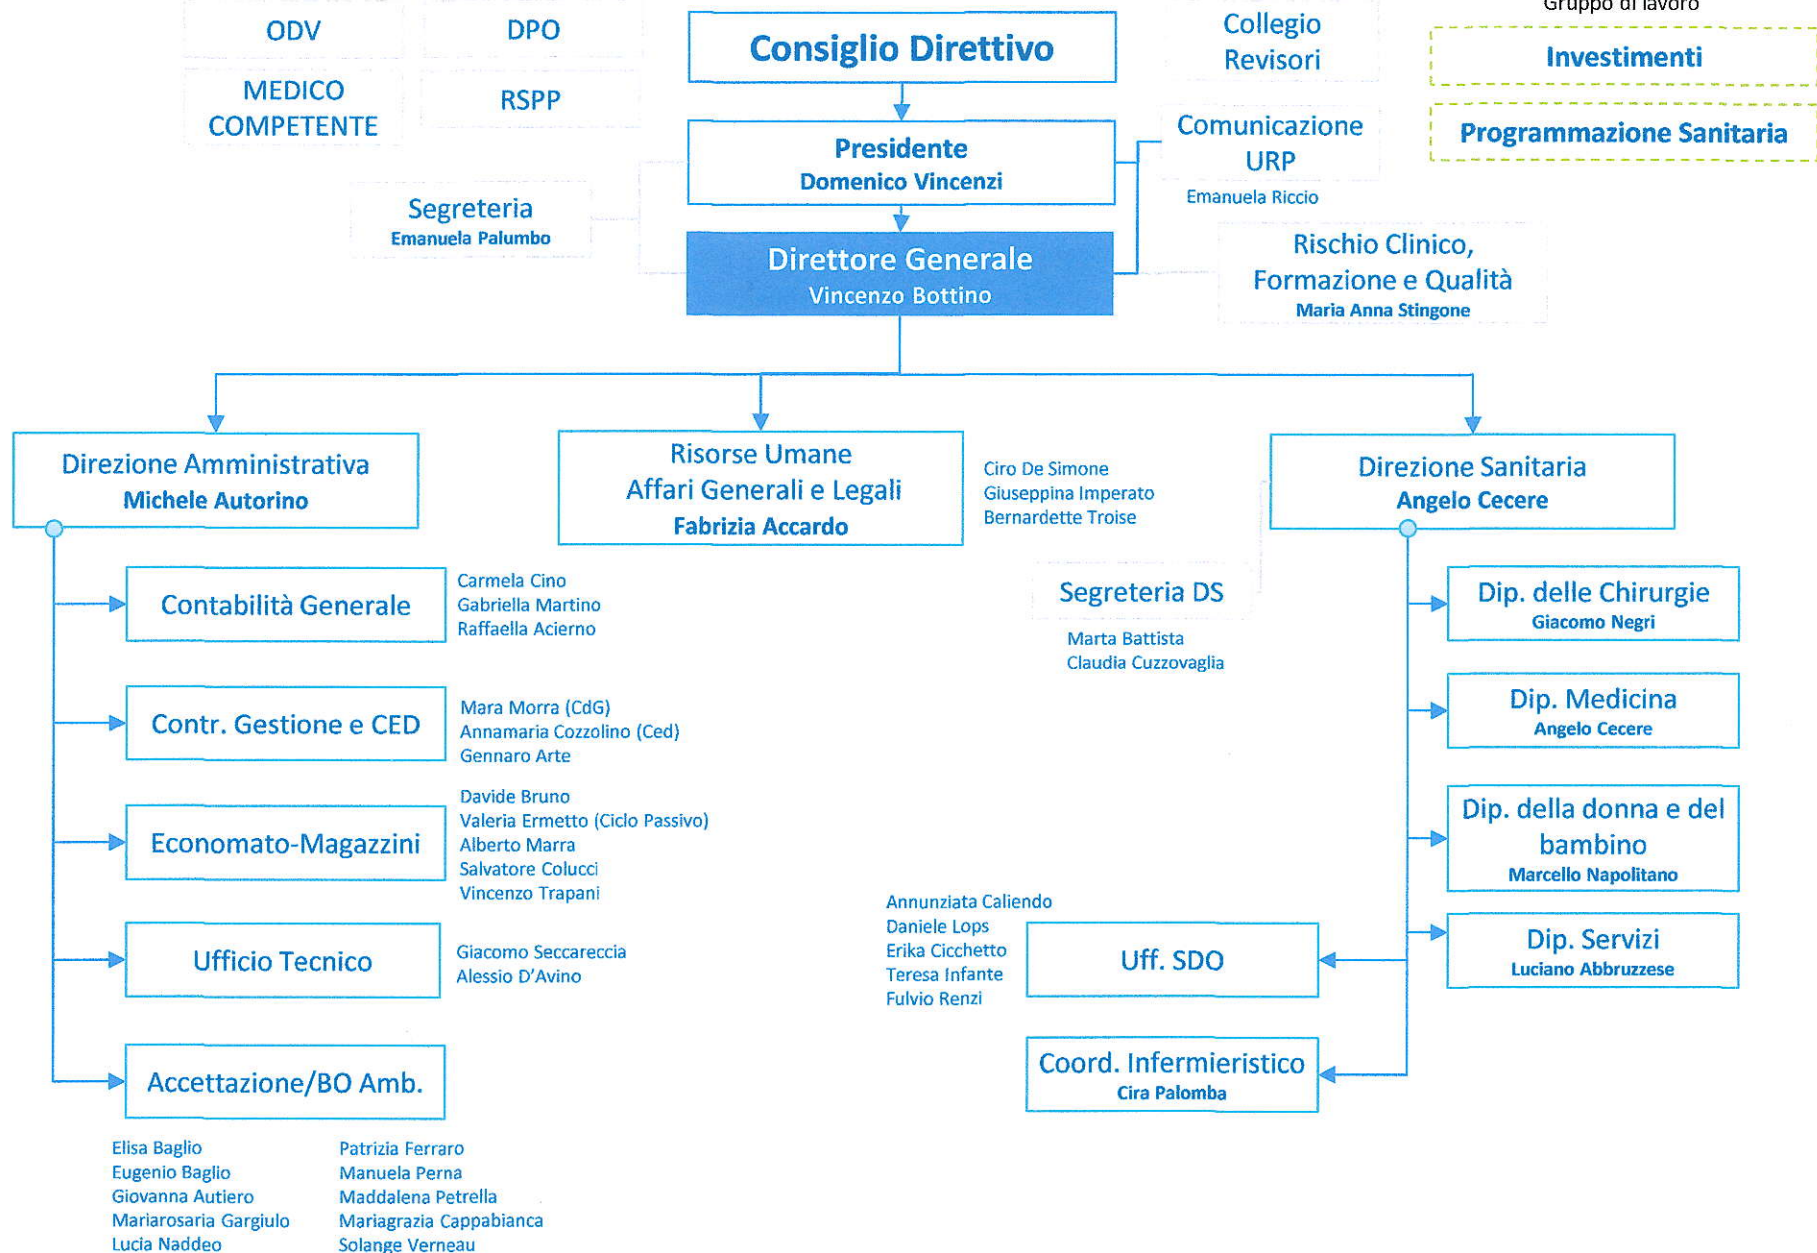 Gruppo di lavoro
ODV
DPO
Consiglio Direttivo
Collegio
Revisori
Investimenti
MEDICO
COMPETENTE
RSPP
Programmazione Sanitaria
Presidente
Domenico Vincenzi
Comunicazione
URP
Emanuela Riccio
Segreteria
Emanuela Palumbo
Direttore Generale
Vincenzo Bottino
Rischio Clinico,
Formazione e Qualità
Maria Anna Stingone
Direzione Amministrativa
Michele Autorino
Risorse Umane
Affari Generali e Legali
Fabrizia Accardo
Ciro De Simone
Giuseppina Imperato
Bernardette Troise
Direzione Sanitaria
Angelo Cecere
Contabilità Generale
Carmela Cino
Gabriella Martino
Raffaella Acierno
Segreteria DS
Marta Battista
Claudia Cuzzovaglia
Dip. delle Chirurgie
Giacomo Negri
Contr. Gestione e CED
Mara Morra (CdG)
Annamaria Cozzolino (Ced)
Gennaro Arte
Dip. Medicina
Angelo Cecere
Economato-Magazzini
Davide Bruno
Valeria Ermetto (Ciclo Passivo)
Alberto Marra
Salvatore Colucci
Vincenzo Trapani
Dip. della donna e del
bambino
Marcello Napolitano
Ufficio Tecnico
Giacomo Seccareccia
Alessio D'Avino
Annunziata Caliendo
Daniele Lops
Erika Cicchetto
Teresa Infante
Fulvio Renzi
Uff. SDO
Dip. Servizi
Luciano Abbruzzese
Accettazione/BO Amb.
Coord. Infermieristico
Cira Palomba
Elisa Baglio
Eugenio Baglio
Giovanna Autiero
Mariarosaria Gargiulo
Lucia Naddeo
Patrizia Ferraro
Manuela Perna
Maddalena Petrella
Mariagrazia Cappabianca
Solange Verneau